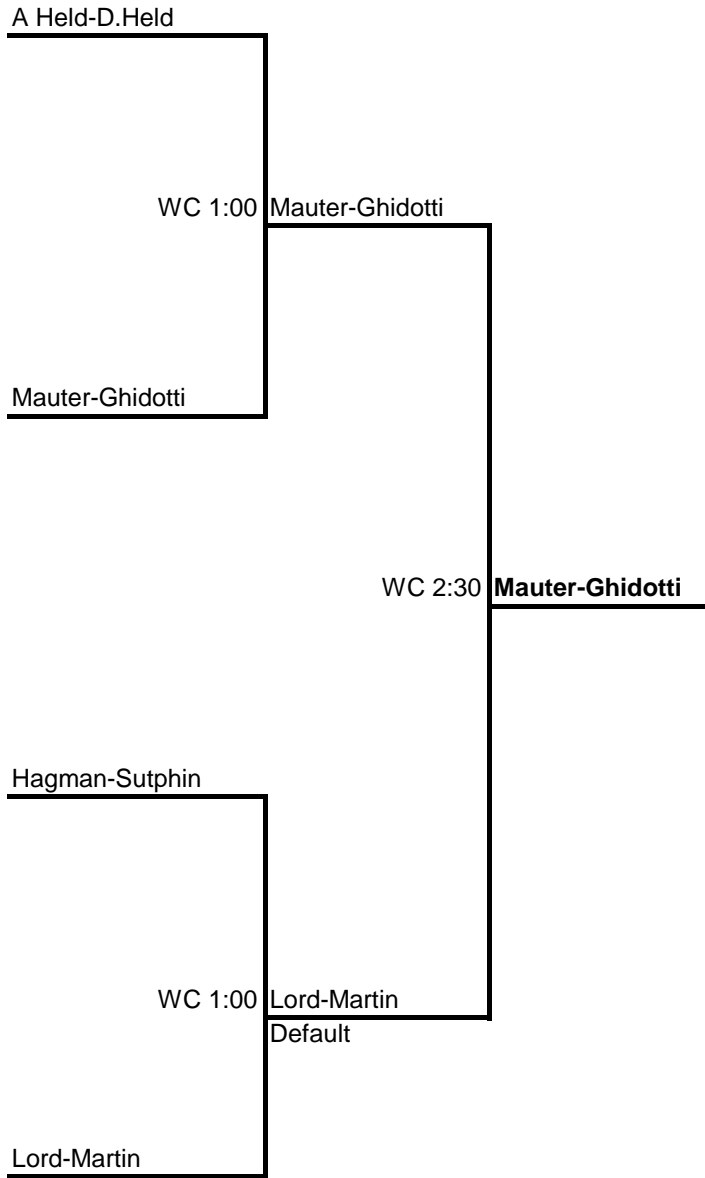 A Held-D.Held
WC 1:00 Mauter-Ghidotti
Mauter-Ghidotti
WC 2:30 Mauter-Ghidotti
Hagman-Sutphin
WC 1:00 Lord-Martin
Default
Lord-Martin